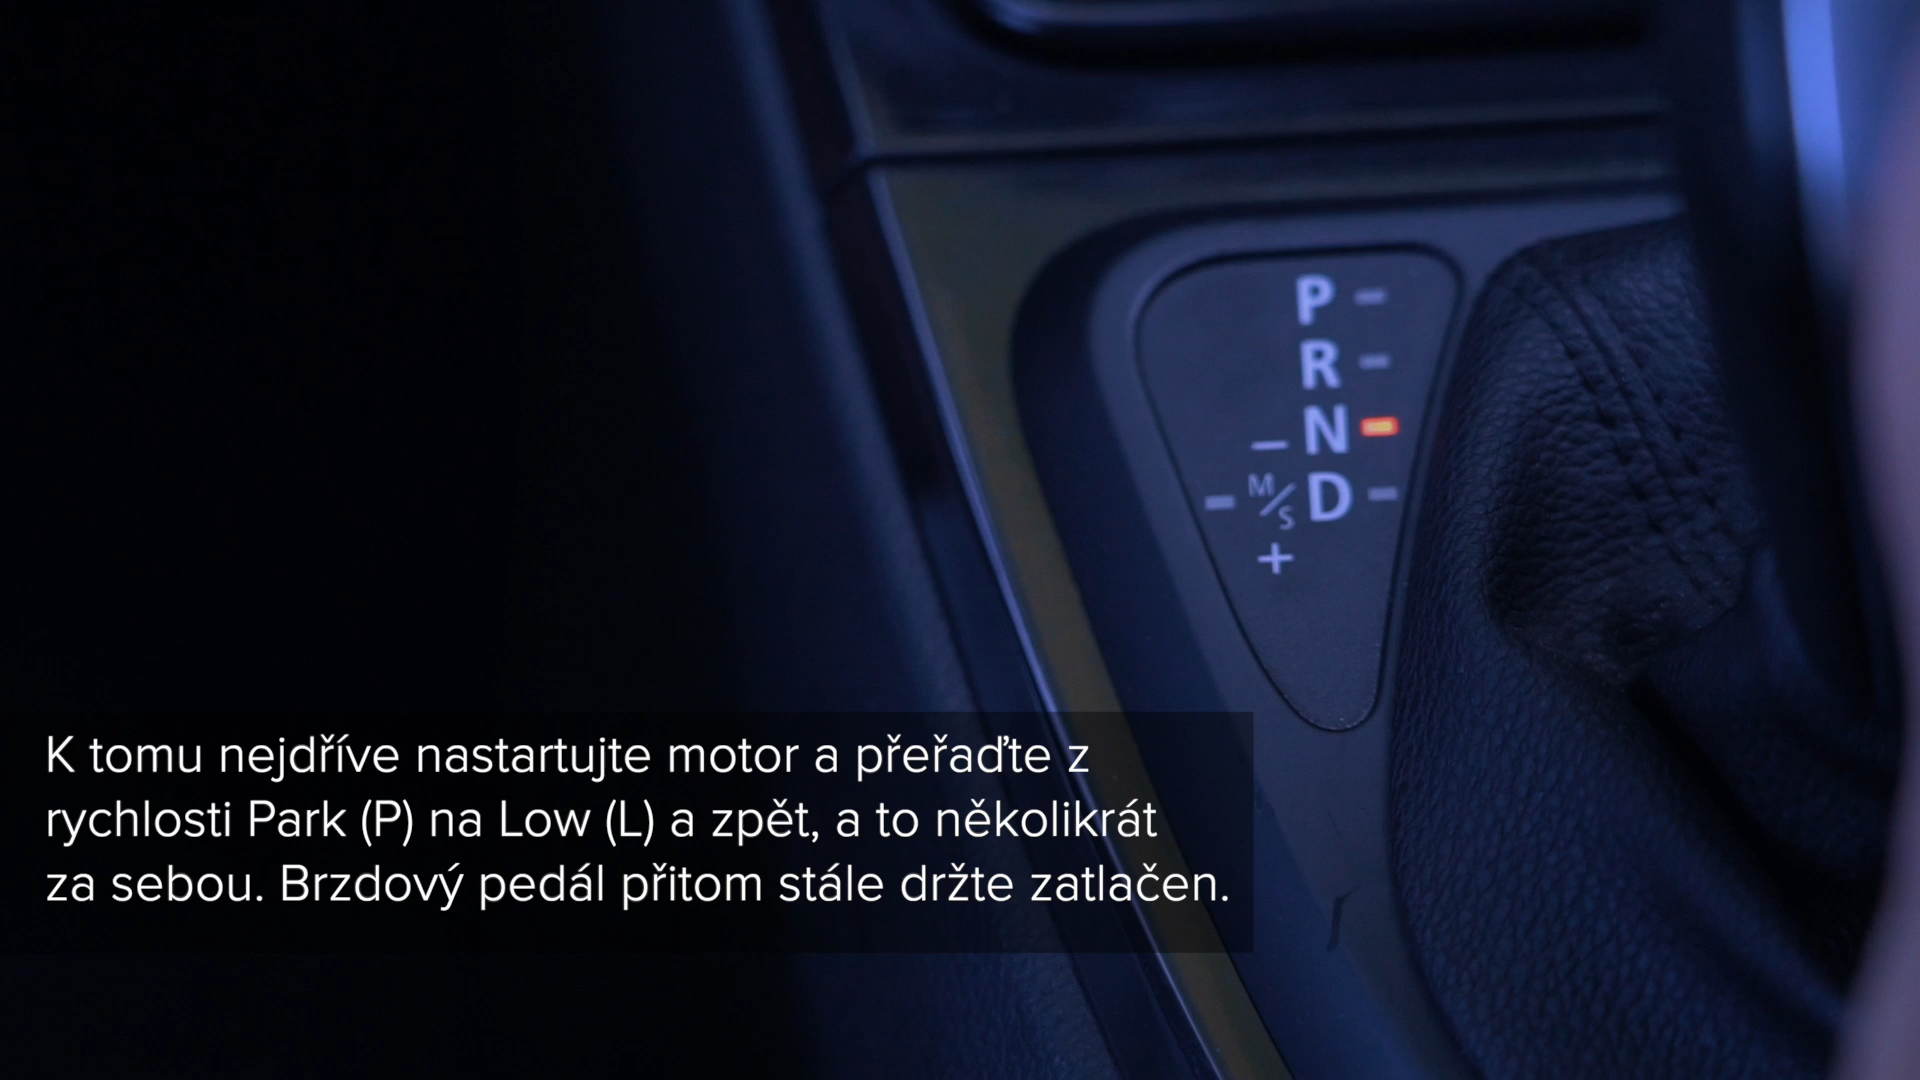 P -
R -
N -
–
- M/S D -
+
K tomu nejdříve nastartujte motor a přeřaďte z
rychlosti Park (P) na Low (L) a zpět, a to několikrát
za sebou. Brzdový pedál přitom stále držte zatlačen.